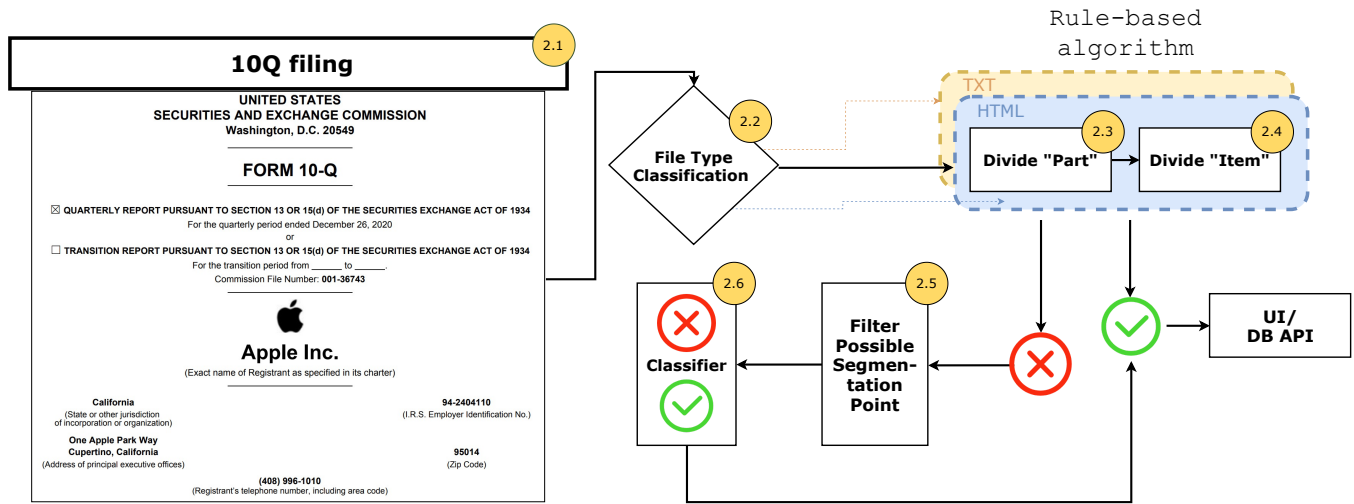 2.1
10Q filing
UNITED STATES
SECURITIES AND EXCHANGE COMMISSION
Washington, D.C. 20549
FORM 10-Q
☒ QUARTERLY REPORT PURSUANT TO SECTION 13 OR 15(d) OF THE SECURITIES EXCHANGE ACT OF 1934
For the quarterly period ended December 26, 2020
or
☐ TRANSITION REPORT PURSUANT TO SECTION 13 OR 15(d) OF THE SECURITIES EXCHANGE ACT OF 1934
For the transition period from ______ to ______.
Commission File Number: 001-36743
Apple Inc.
(Exact name of Registrant as specified in its charter)
California
(State or other jurisdiction
of incorporation or organization)
94-2404110
(I.R.S. Employer Identification No.)
One Apple Park Way
Cupertino, California
(Address of principal executive offices)
95014
(Zip Code)
(408) 996-1010
(Registrant's telephone number, including area code)
2.2
File Type
Classification
Rule-based
algorithm
TXT
HTML
2.3
Divide "Part"
2.4
Divide "Item"
2.6
Classifier
2.5
Filter
Possible
Segmen-
tation
Point
UI/
DB API